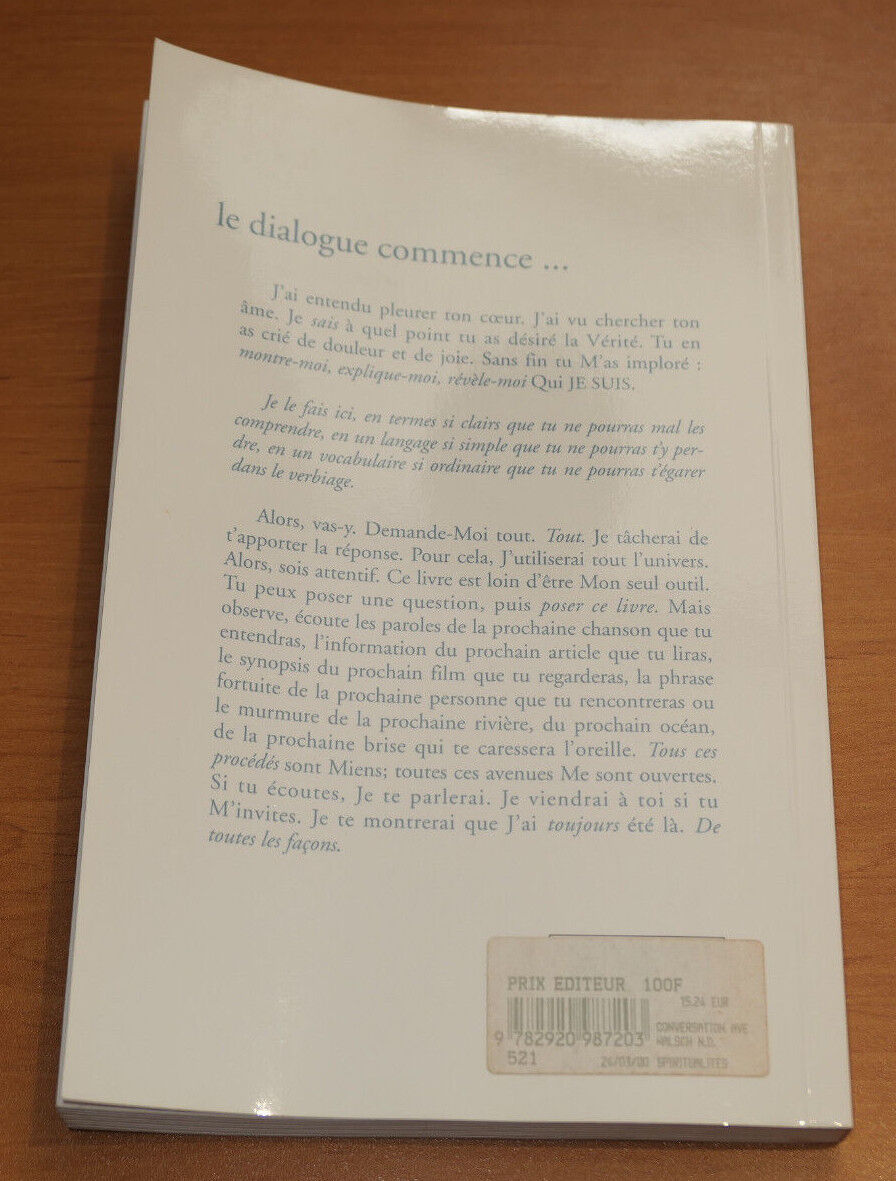 le dialogue commence ...
J'ai entendu pleurer ton cœur. J'ai vu chercher ton
âme. Je sais à quel point tu as désiré la Vérité. Tu en
as crié de douleur et de joie. Sans fin tu M'as imploré :
montre-moi, explique-moi, révèle-moi Qui JE SUIS.
Je le fais ici, en termes si clairs que tu ne pourras mal les
comprendre, en un langage si simple que tu ne pourras t'y per-
dre, en un vocabulaire si ordinaire que tu ne pourras t'égarer
dans le verbiage.
Alors, vas-y. Demande-Moi tout. Tout. Je tâcherai de
t'apporter la réponse. Pour cela, J'utiliserai tout l'univers.
Alors, sois attentif. Ce livre est loin d'être Mon seul outil.
Tu peux poser une question, puis poser ce livre. Mais
observe, écoute les paroles de la prochaine chanson que tu
entendras, l'information du prochain article que tu liras,
le synopsis du prochain film que tu regarderas, la phrase
fortuite de la prochaine personne que tu rencontreras ou
le murmure de la prochaine rivière, du prochain océan,
de la prochaine brise qui te caressera l'oreille. Tous ces
procédés sont Miens; toutes ces avenues Me sont ouvertes.
Si tu écoutes, Je te parlerai. Je viendrai à toi si tu
M'invites. Je te montrerai que J'ai toujours été là. De
toutes les façons.
PRIX EDITEUR 100F
15.24 EUR
CONVERSATION AVE
9 782920 987203 WALSCH N.D.
521 24/03/00 SPIRITUALITES